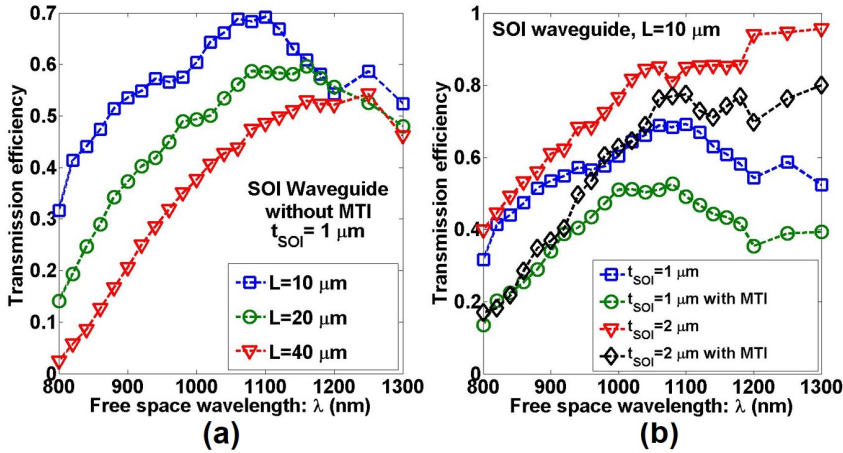 0.7
0.6
0.5
0.4
0.3
0.2
0.1
0
Transmission efficiency
SOI Waveguide
without MTI
t_SOI=1 μm
L=10 μm
L=20 μm
L=40 μm
800 900 1000 1100 1200 1300
Free space wavelength: λ (nm)
(a)
1
0.8
0.6
0.4
0.2
0
Transmission efficiency
SOI waveguide, L=10 μm
t_SOI=1 μm
t_SOI=1 μm with MTI
t_SOI=2 μm
t_SOI=2 μm with MTI
800 900 1000 1100 1200 1300
Free space wavelength: λ (nm)
(b)